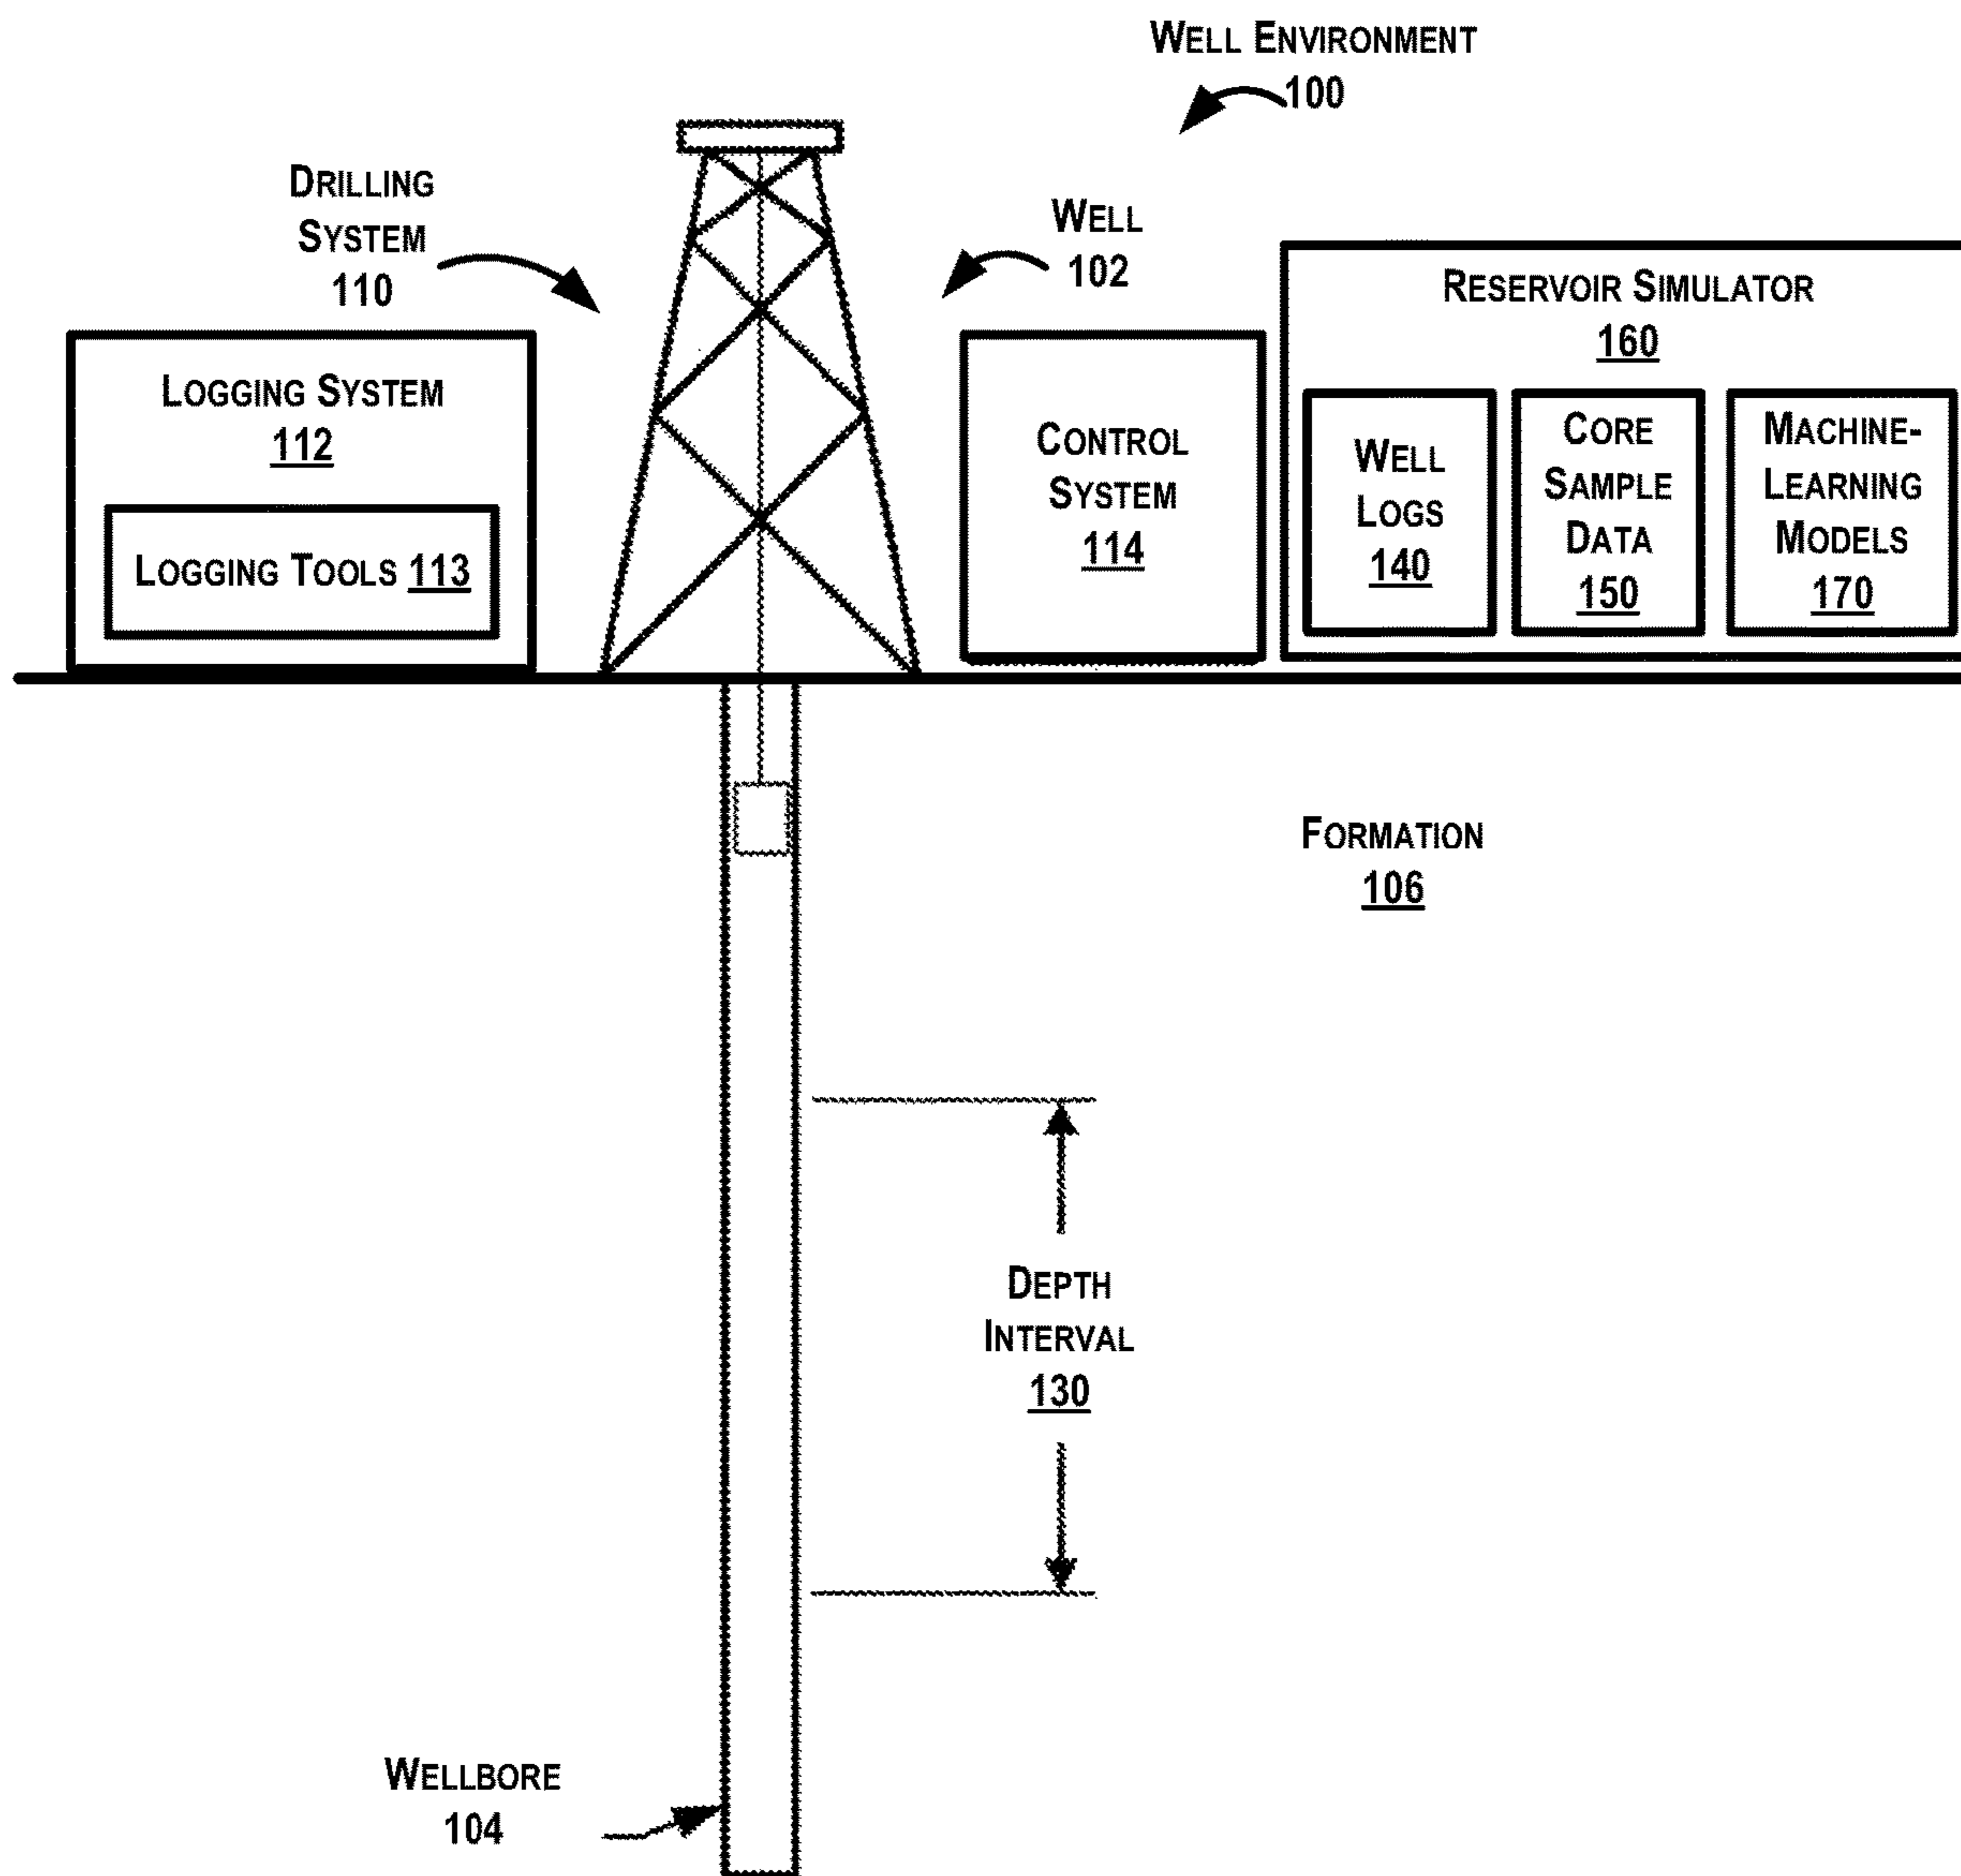 WELL ENVIRONMENT
100
DRILLING
SYSTEM
110
WELL
102
LOGGING SYSTEM
112
LOGGING TOOLS 113
CONTROL
SYSTEM
114
RESERVOIR SIMULATOR
160
WELL
LOGS
140
CORE
SAMPLE
DATA
150
MACHINE-
LEARNING
MODELS
170
FORMATION
106
DEPTH
INTERVAL
130
WELLBORE
104